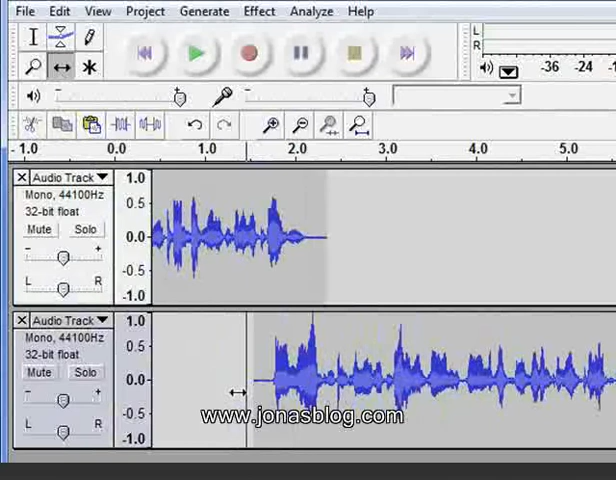 File Edit View Project Generate Effect Analyze Help
L
R
-36 -24
-1.0 0.0 1.0 2.0 3.0 4.0 5.0
Audio Track
Mono, 44100Hz
32-bit float
Mute Solo
- +
L R
1.0
0.5
0.0
-0.5
-1.0
Audio Track
Mono, 44100Hz
32-bit float
Mute Solo
- +
L R
1.0
0.5
0.0
-0.5
-1.0
www.jonasblog.com